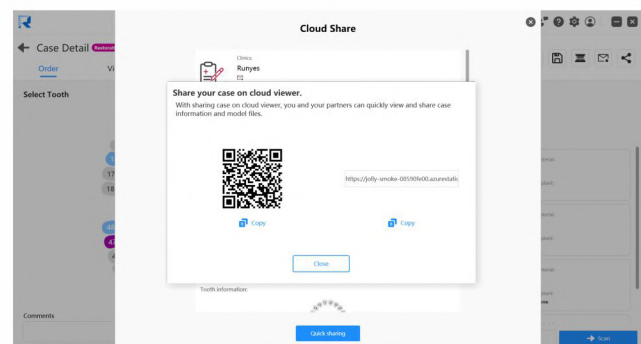 Cloud Share
Case Detail
Order
Select Tooth
17
18
Clinics:
Runyes
Share your case on cloud viewer.
With sharing case on cloud viewer, you and your partners can quickly view and share case
information and model files.
https://jolly-smoke-00590fe00.azurestatic
Copy
Copy
Close
Tooth information:
Comments
Quick sharing
Scan